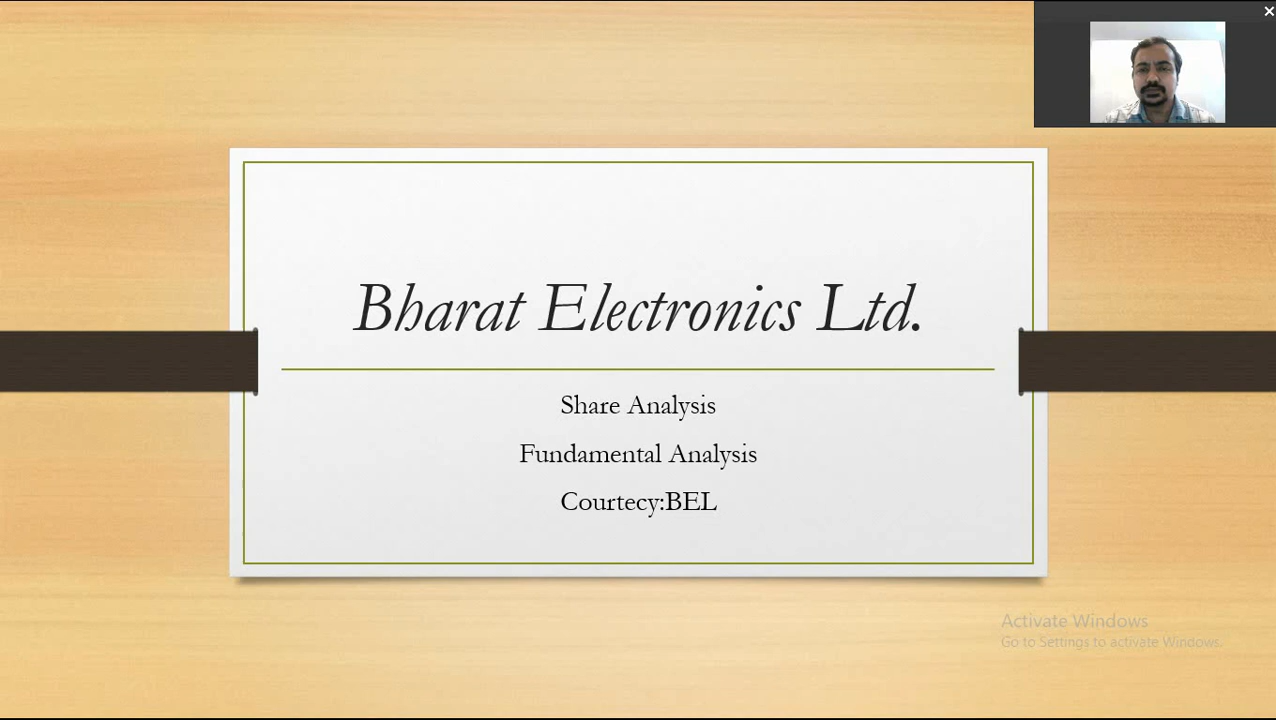 Bharat Electronics Ltd.
Share Analysis
Fundamental Analysis
Courtecy:BEL
Activate Windows
Go to Settings to activate Windows.